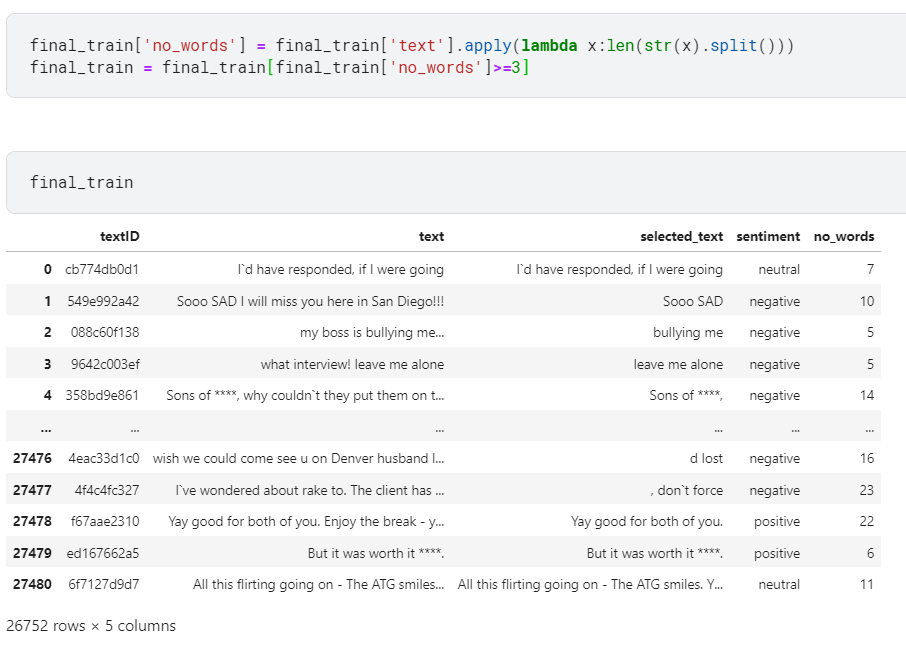 final_train['no_words'] = final_train['text'].apply(lambda x:len(str(x).split()))
final_train = final_train[final_train['no_words']>=3]
final_train
textID text selected_text sentiment no_words
0 cb774db0d1 I`d have responded, if I were going I`d have responded, if I were going neutral 7
1 549e992a42 Sooo SAD I will miss you here in San Diego!!! Sooo SAD negative 10
2 088c60f138 my boss is bullying me... bullying me negative 5
3 9642c003ef what interview! leave me alone leave me alone negative 5
4 358bd9e861 Sons of ****, why couldn`t they put them on t... Sons of ****, negative 14
... ... ... ... ... ...
27476 4eac33d1c0 wish we could come see u on Denver husband l... d lost negative 16
27477 4f4c4fc327 I`ve wondered about rake to. The client has ... , don`t force negative 23
27478 f67aae2310 Yay good for both of you. Enjoy the break - y... Yay good for both of you. positive 22
27479 ed167662a5 But it was worth it ****. But it was worth it ****. positive 6
27480 6f7127d9d7 All this flirting going on - The ATG smiles... All this flirting going on - The ATG smiles. Y... neutral 11
26752 rows × 5 columns